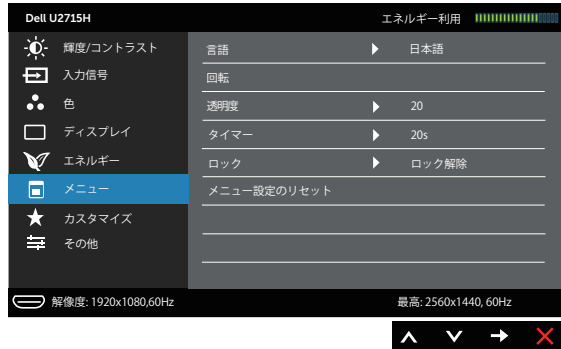 Dell U2715H エネルギー利用
輝度/コントラスト
入力信号
色
ディスプレイ
エネルギー
メニュー
カスタマイズ
その他
言語 日本語
回転
透明度 20
タイマー 20s
ロック ロック解除
メニュー設定のリセット
解像度: 1920x1080,60Hz 最高: 2560x1440, 60Hz